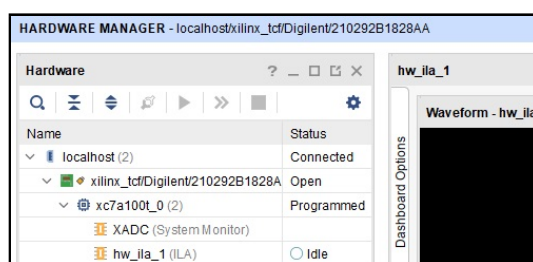 HARDWARE MANAGER - localhost/xilinx_tcf/Digilent/210292B1828AA
Hardware
hw_ila_1
Name Status
localhost (2) Connected
xilinx_tcf/Digilent/210292B1828A Open
xc7a100t_0 (2) Programmed
XADC (System Monitor)
hw_ila_1 (ILA) Idle
Dashboard Options
Waveform - hw_ila